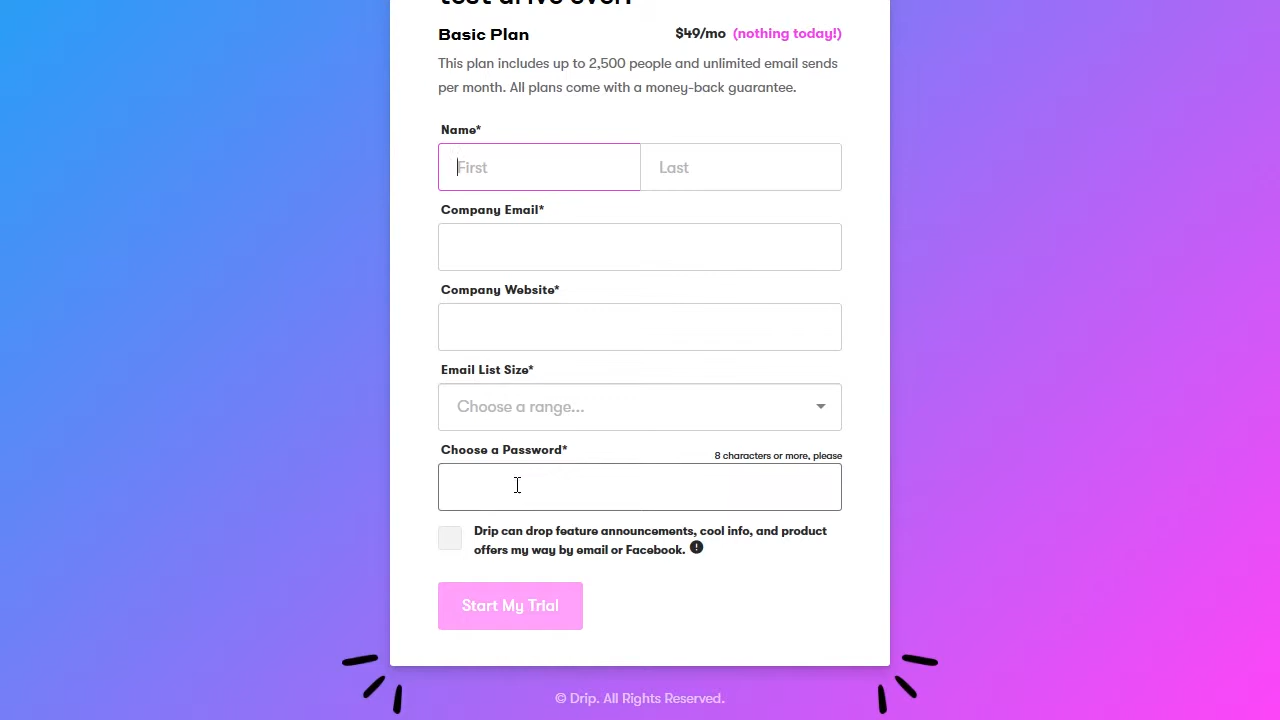 Basic Plan
$49/mo (nothing today!)
This plan includes up to 2,500 people and unlimited email sends
per month. All plans come with a money-back guarantee.
Name*
First
Last
Company Email*
Company Website*
Email List Size*
Choose a range...
Choose a Password*
8 characters or more, please
Drip can drop feature announcements, cool info, and product
offers my way by email or Facebook.
Start My Trial
© Drip. All Rights Reserved.